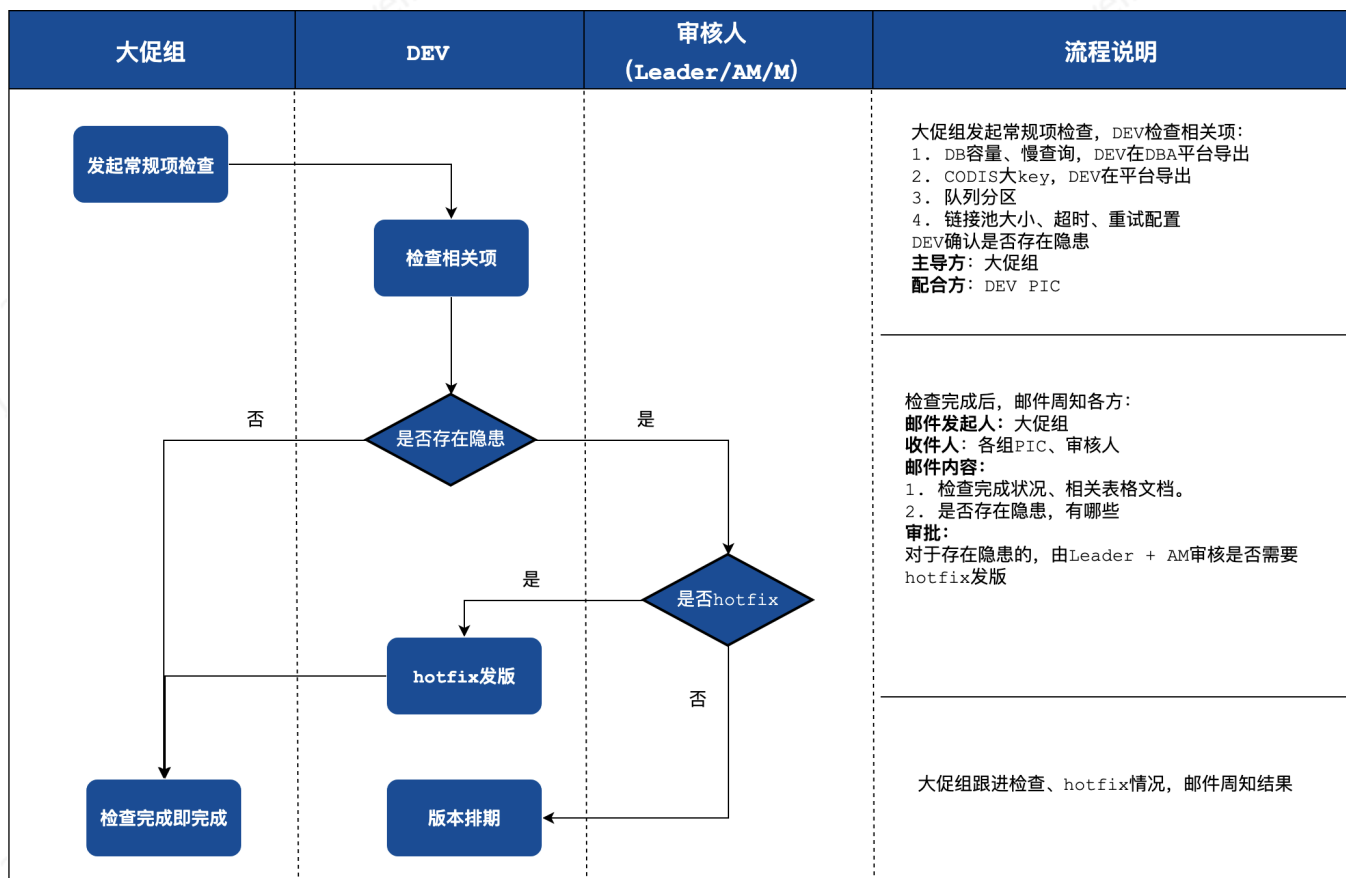 大促组
DEV
审核人
(Leader/AM/M)
流程说明
发起常规项检查
检查相关项
是否存在隐患
否
是
是否hotfix
是
否
hotfix发版
检查完成即完成
版本排期
大促组发起常规项检查，DEV检查相关项：
1. DB容量、慢查询，DEV在DBA平台导出
2. CODIS大key，DEV在平台导出
3. 队列分区
4. 链接池大小、超时、重试配置
DEV确认是否存在隐患
主导方：大促组
配合方：DEV PIC
检查完成后，邮件周知各方：
邮件发起人：大促组
收件人：各组PIC、审核人
邮件内容：
1. 检查完成状况、相关表格文档。
2. 是否存在隐患，有哪些
审批：
对于存在隐患的，由Leader + AM审核是否需要
hotfix发版
大促组跟进检查、hotfix情况，邮件周知结果